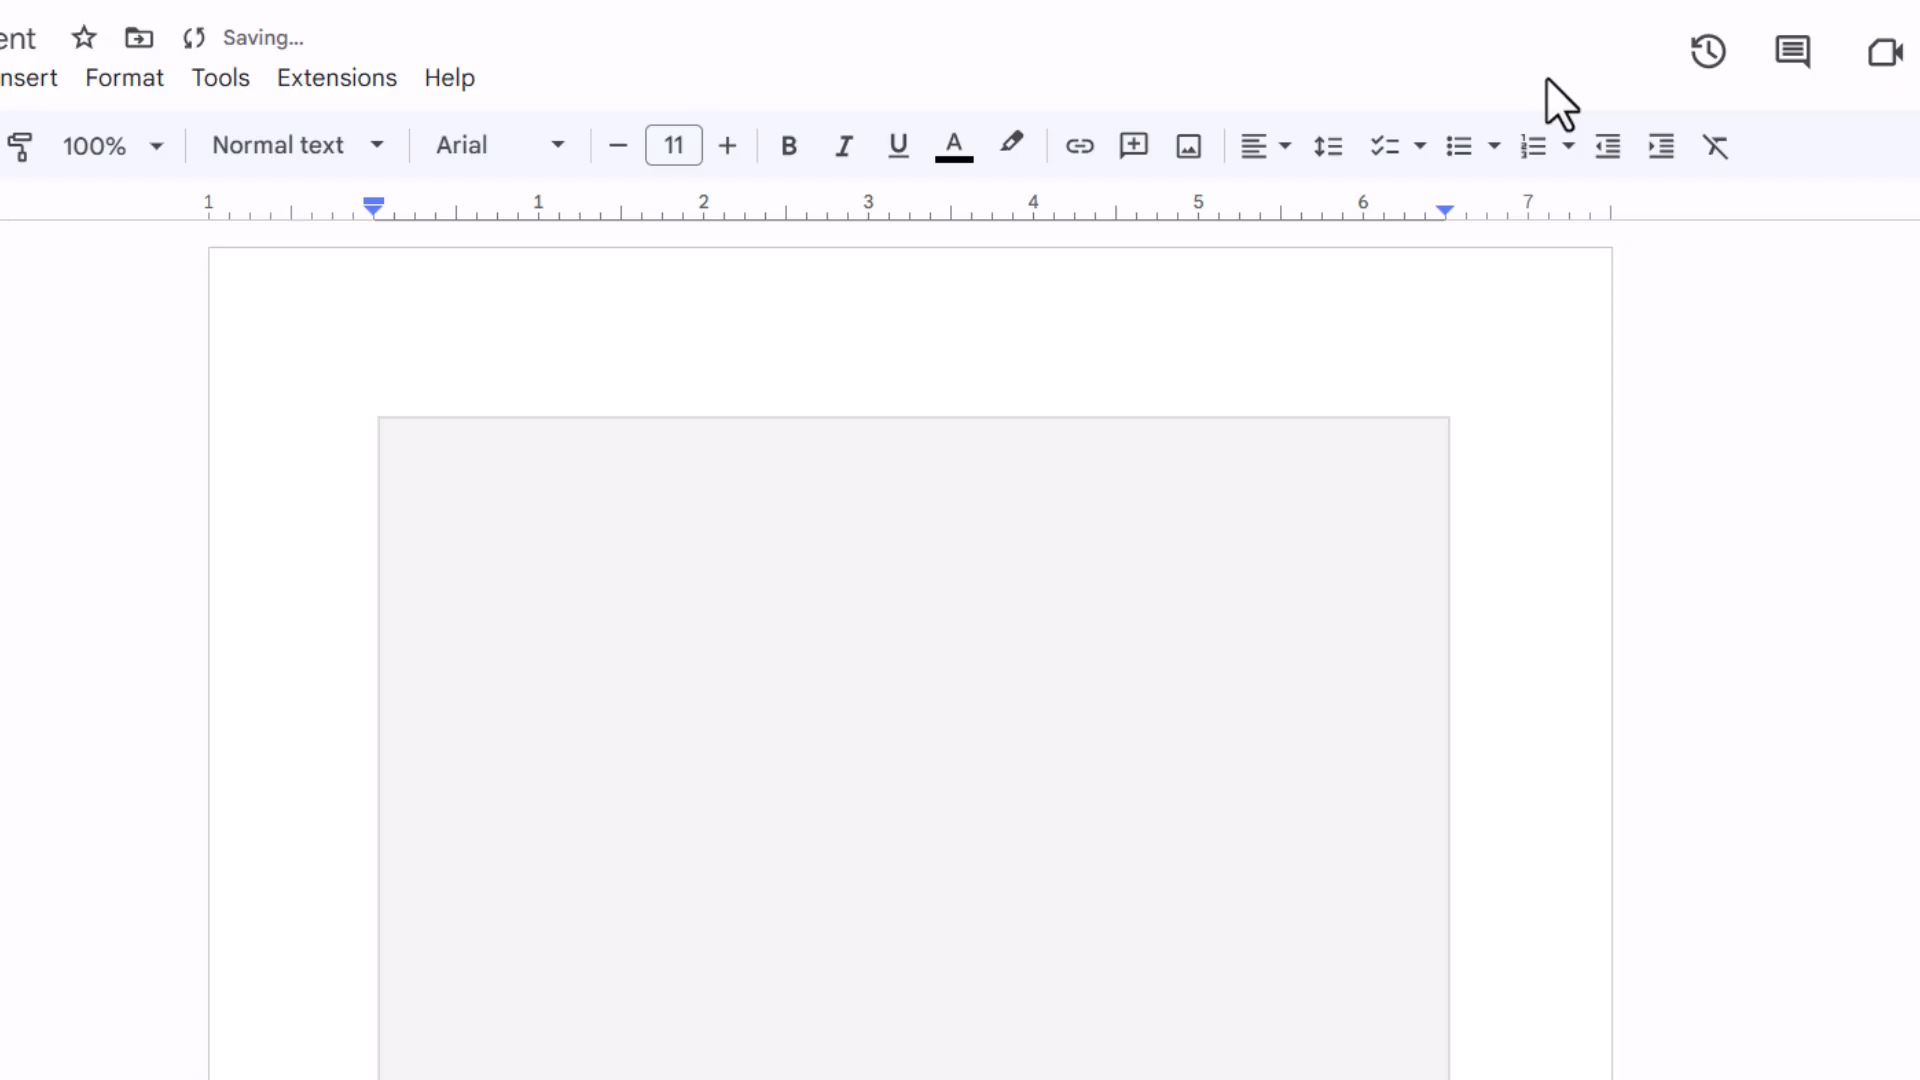 ent Saving...
nsert Format Tools Extensions Help
100% Normal text Arial 11 B I U A
1 1 2 3 4 5 6 7